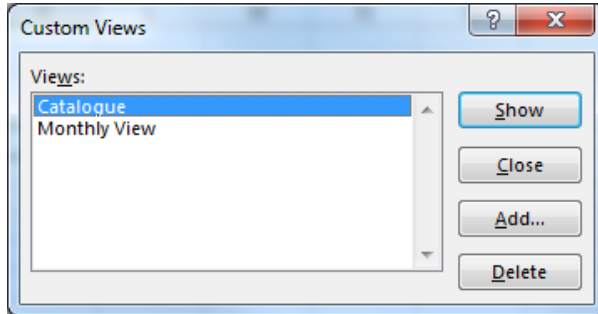 Custom Views
Views:
Catalogue
Monthly View
Show
Close
Add...
Delete